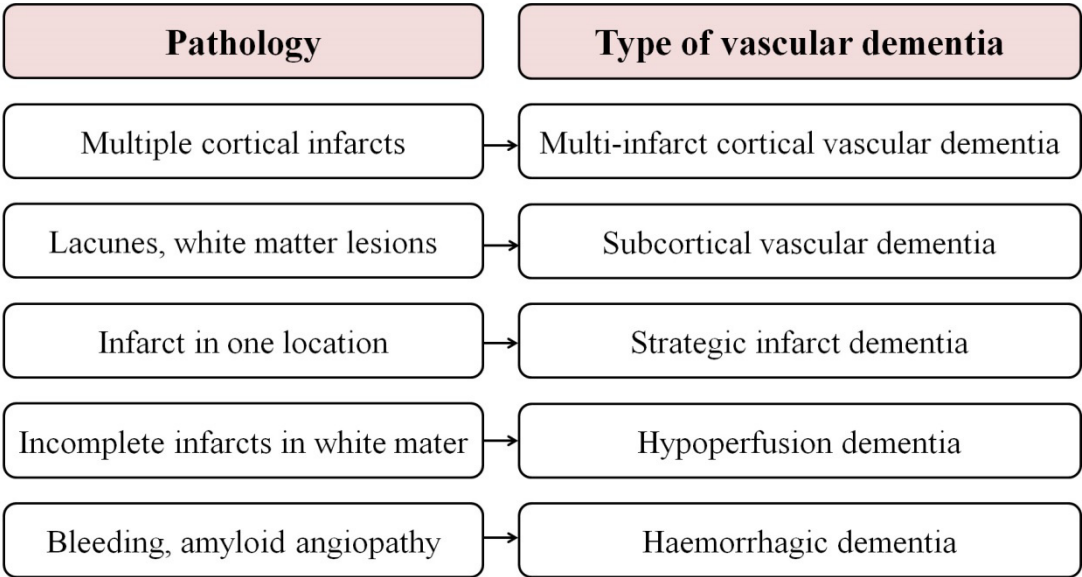 Pathology
Type of vascular dementia
Multiple cortical infarcts
Multi-infarct cortical vascular dementia
Lacunes, white matter lesions
Subcortical vascular dementia
Infarct in one location
Strategic infarct dementia
Incomplete infarcts in white mater
Hypoperfusion dementia
Bleeding, amyloid angiopathy
Haemorrhagic dementia